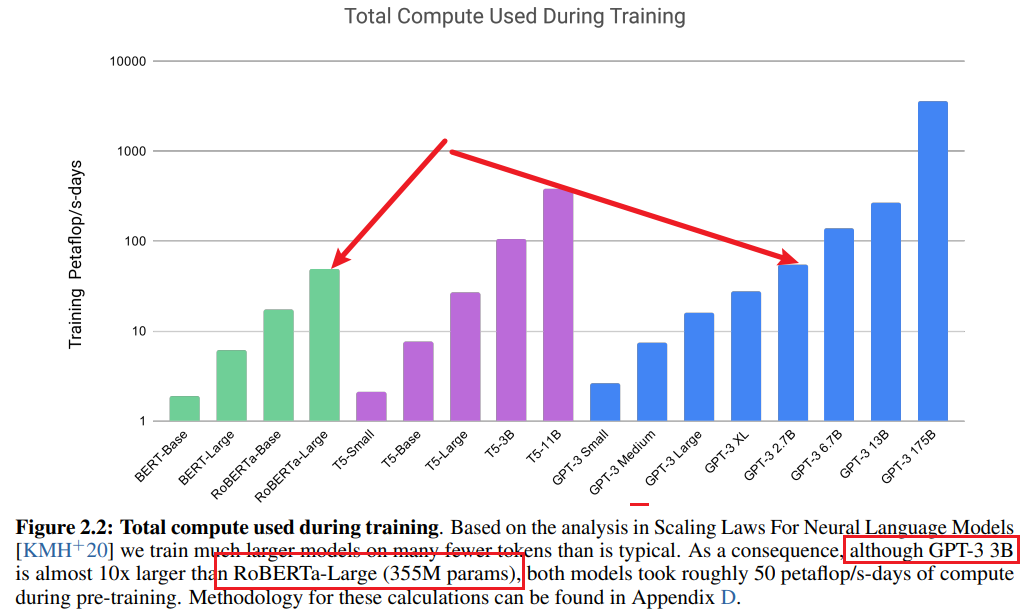 Total Compute Used During Training
10000
1000
100
10
1
Training Petaflop/s-days
BERT-Base
BERT-Large
RoBERTa-Base
RoBERTa-Large
T5-Small
T5-Base
T5-Large
T5-3B
T5-11B
GPT-3 Small
GPT-3 Medium
GPT-3 Large
GPT-3 XL
GPT-3 2.7B
GPT-3 6.7B
GPT-3 13B
GPT-3 175B
Figure 2.2: Total compute used during training. Based on the analysis in Scaling Laws For Neural Language Models
[KMH+20] we train much larger models on many fewer tokens than is typical. As a consequence, although GPT-3 3B
is almost 10x larger than RoBERTa-Large (355M params), both models took roughly 50 petaflop/s-days of compute
during pre-training. Methodology for these calculations can be found in Appendix D.